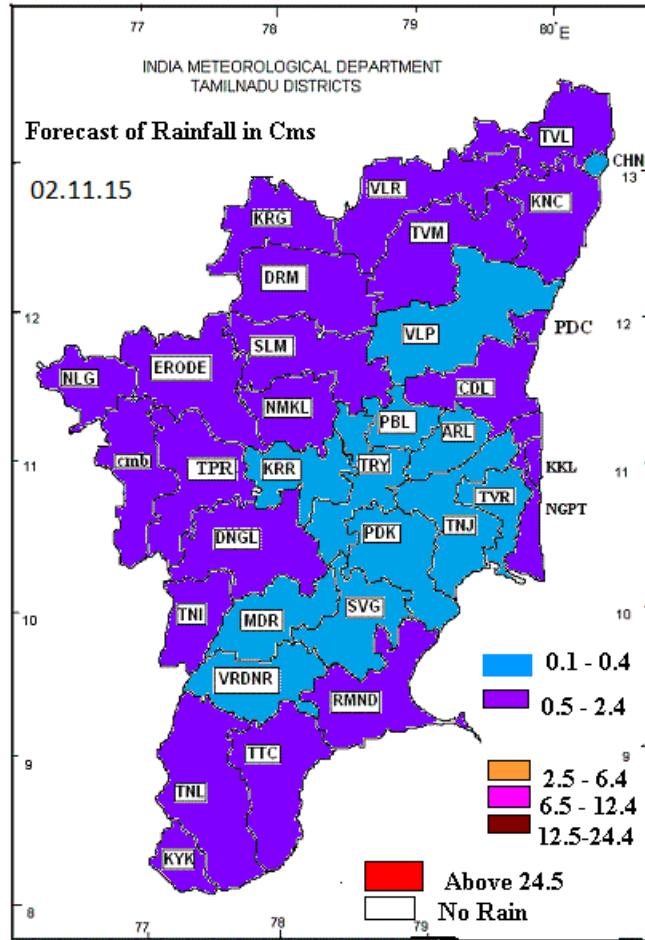 77 78 79 80°E
INDIA METEOROLOGICAL DEPARTMENT
TAMILNADU DISTRICTS
Forecast of Rainfall in Cms
TVL
CHN
13
02.11.15
VLR
KNC
KRG
TVM
DRM
12
12
PDC
VLP
SLM
ERODE
NLG
CDL
NMKL
PBL
ARL
11
cmb
TPR
KRR
TRY
KKL
11
TVR
NGPT
DNGL
PDK
TNJ
10
TNI
MDR
SVG
10
0.1 - 0.4
VRDNR
RMND
0.5 - 2.4
9
TTC
9
2.5 - 6.4
TNL
6.5 - 12.4
12.5-24.4
KYK
Above 24.5
8
No Rain
77 78 79